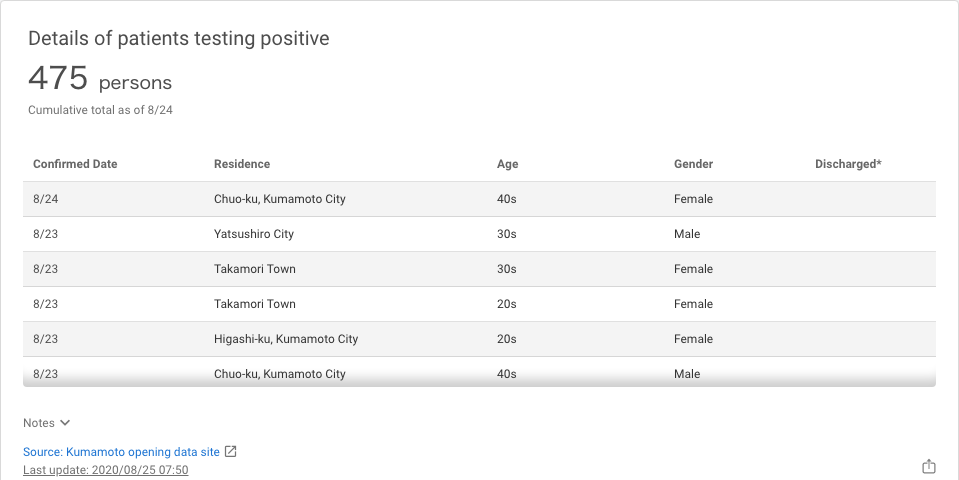 Details of patients testing positive
475 persons
Cumulative total as of 8/24
Confirmed Date Residence Age Gender Discharged*
8/24 Chuo-ku, Kumamoto City 40s Female
8/23 Yatsushiro City 30s Male
8/23 Takamori Town 30s Female
8/23 Takamori Town 20s Female
8/23 Higashi-ku, Kumamoto City 20s Female
8/23 Chuo-ku, Kumamoto City 40s Male
Notes
Source: Kumamoto opening data site
Last update: 2020/08/25 07:50